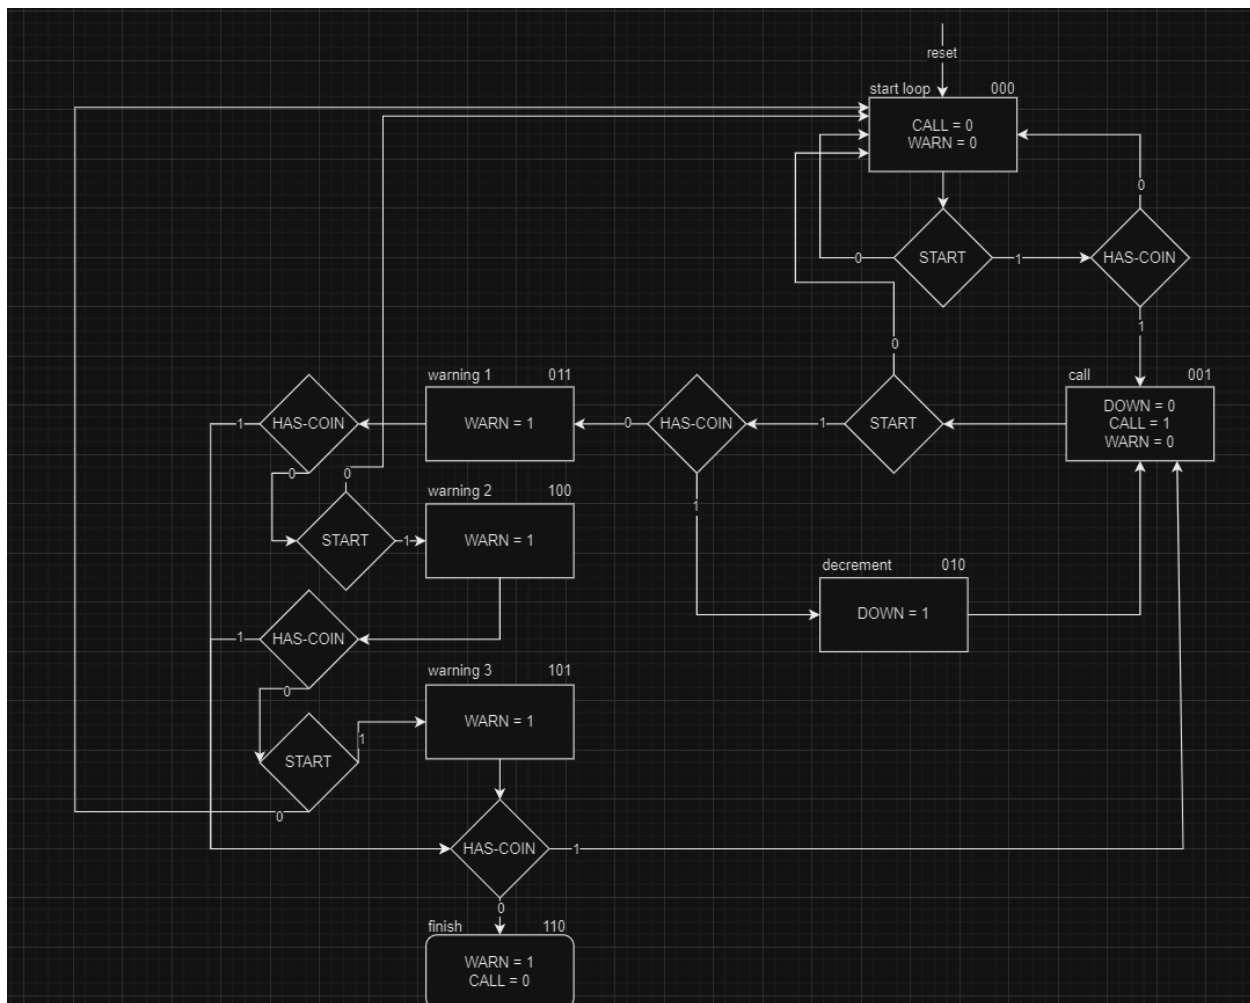 reset
start loop 000
CALL = 0
WARN = 0
0
START
0
1
HAS-COIN
1
0
warning 1 011
call 001
HAS-COIN
1
WARN = 1
0
HAS-COIN
1
START
DOWN = 0
CALL = 1
WARN = 0
0
0
warning 2 100
1
START
1
WARN = 1
decrement 010
DOWN = 1
HAS-COIN
1
0
warning 3 101
WARN = 1
1
START
0
HAS-COIN
1
0
finish 110
WARN = 1
CALL = 0